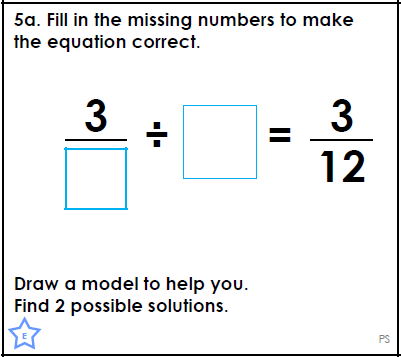 5a. Fill in the missing numbers to make
the equation correct.
3 ÷ = 3
12
Draw a model to help you.
Find 2 possible solutions.
E
PS